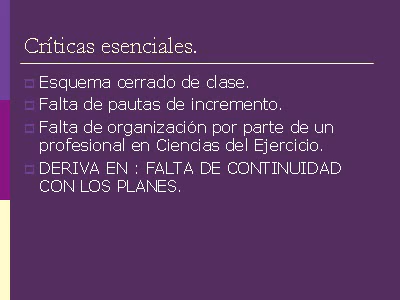 Críticas esenciales.
Esquema cerrado de clase.
Falta de pautas de incremento.
Falta de organización por parte de un
profesional en Ciencias del Ejercicio.
DERIVA EN : FALTA DE CONTINUIDAD
CON LOS PLANES.